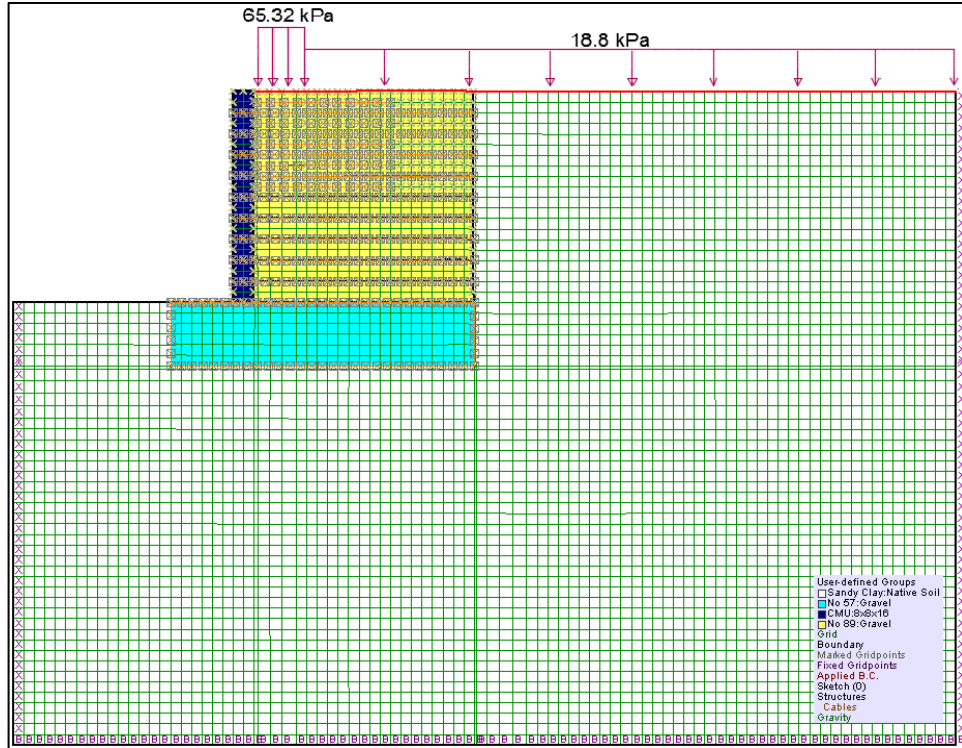 65.32 kPa
18.8 kPa
User-defined Groups
Sandy Clay:Native Soil
No 57:Gravel
CMU:8x8x16
No 89:Gravel
Grid
Boundary
Marked Gridpoints
Fixed Gridpoints
Applied B.C.
Sketch (0)
Structures
Cables
Gravity